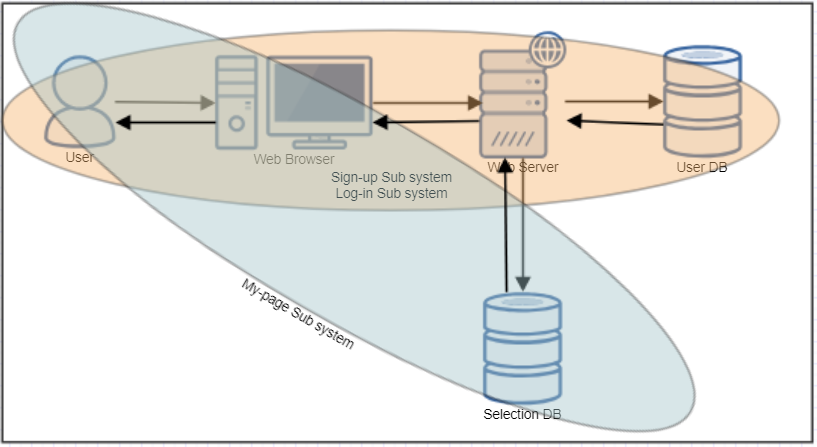 User
Web Browser
Web Server
User DB
Sign-up Sub system
Log-in Sub system
My-page Sub system
Selection DB